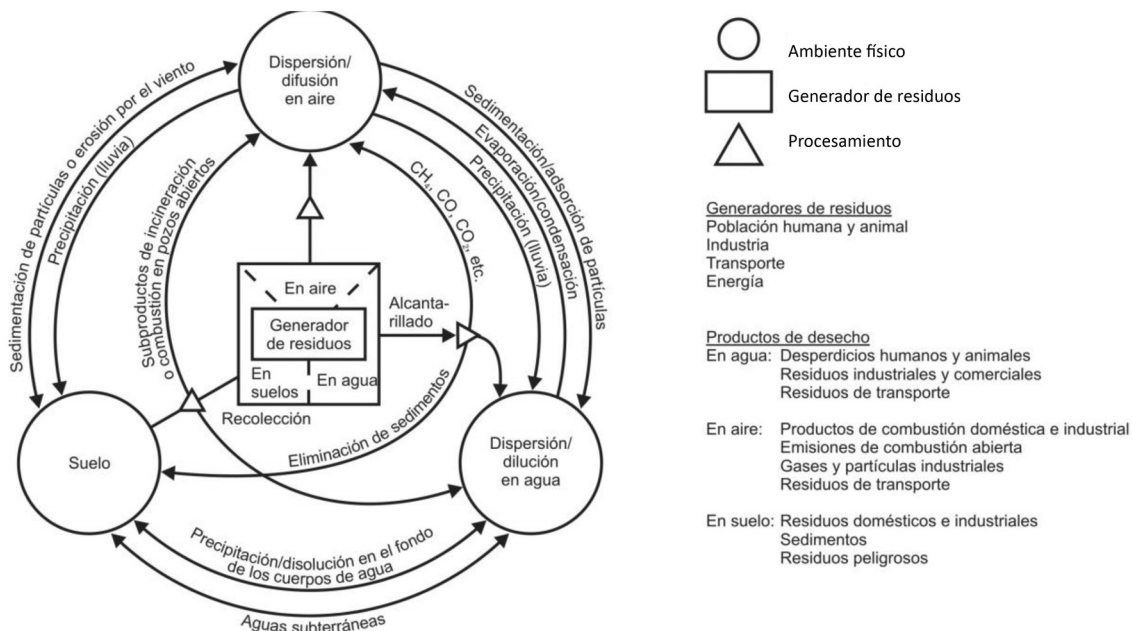 Dispersión/
difusión
en aire
Sedimentación de partículas o erosión por el viento
Precipitación (lluvia)
Subproductos de incineración
o combustión en pozos abiertos
CH₄, CO, CO₂, etc.
Precipitación (lluvia)
Evaporación/condensación
Sedimentación/adsorción de partículas
En aire
Generador
de residuos
En
suelos
En agua
Alcanta-
rillado
Recolección
Eliminación de sedimentos
Suelo
Dispersión/
dilución
en agua
Precipitación/disolución en el fondo
de los cuerpos de agua
Aguas subterráneas
Ambiente físico
Generador de residuos
Procesamiento
Generadores de residuos
Población humana y animal
Industria
Transporte
Energía
Productos de desecho
En agua: Desperdicios humanos y animales
Residuos industriales y comerciales
Residuos de transporte
En aire: Productos de combustión doméstica e industrial
Emisiones de combustión abierta
Gases y partículas industriales
Residuos de transporte
En suelo: Residuos domésticos e industriales
Sedimentos
Residuos peligrosos